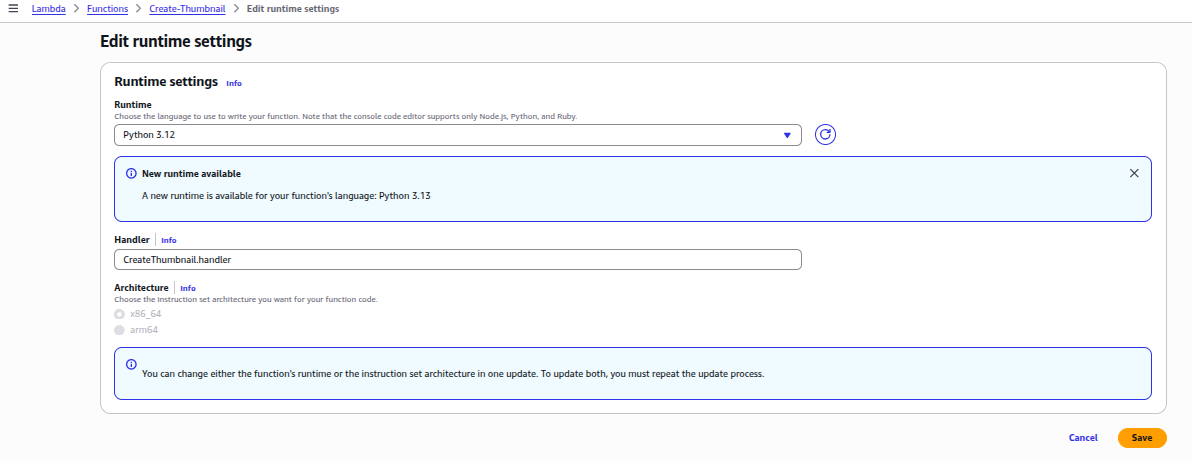 Lambda > Functions > Create-Thumbnail > Edit runtime settings
Edit runtime settings
Runtime settings Info
Runtime
Choose the language to use to write your function. Note that the console code editor supports only Node.js, Python, and Ruby.
Python 3.12
New runtime available
A new runtime is available for your function's language: Python 3.13
Handler Info
CreateThumbnail.handler
Architecture Info
Choose the instruction set architecture you want for your function code.
x86_64
arm64
You can change either the function's runtime or the instruction set architecture in one update. To update both, you must repeat the update process.
Cancel Save